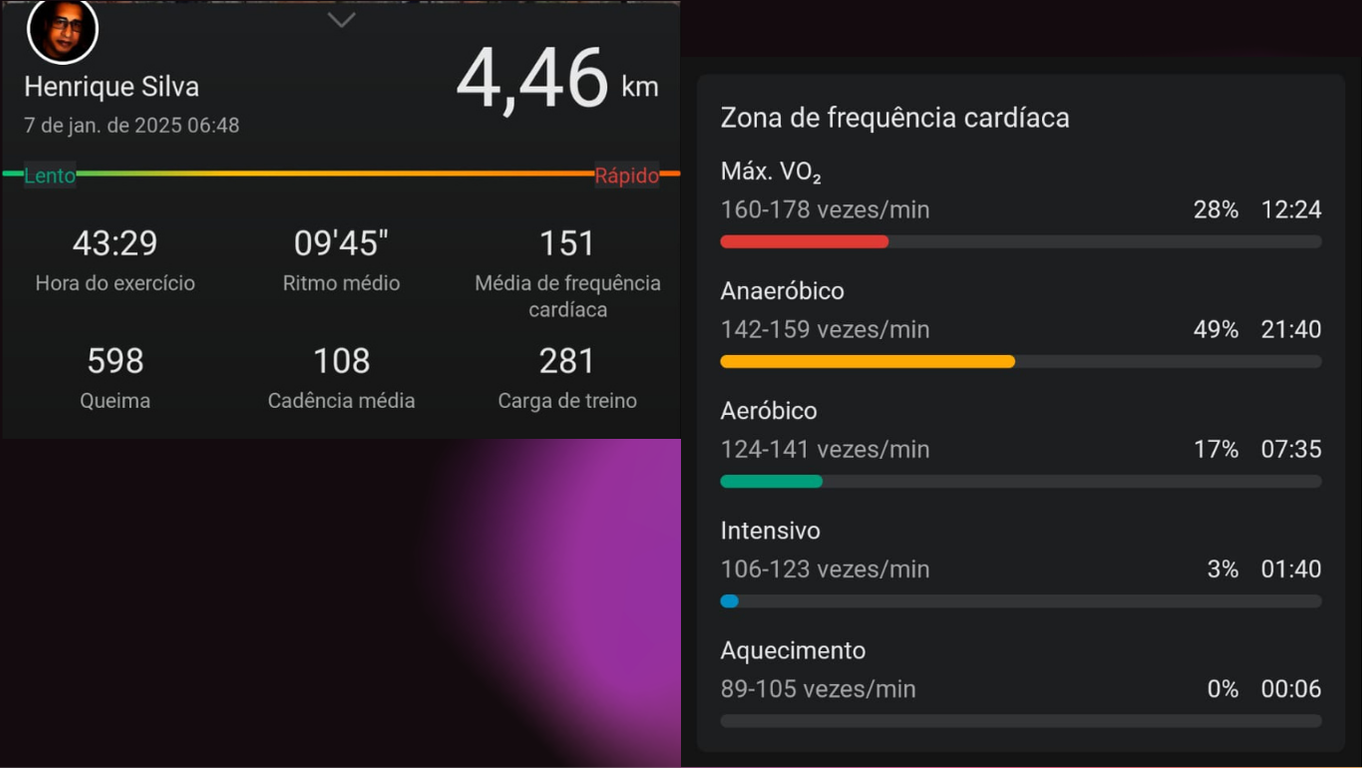 Henrique Silva
4,46 km
7 de jan. de 2025 06:48
Lento
Rápido
43:29
09'45"
151
Hora do exercício
Ritmo médio
Média de frequência
cardíaca
598
108
281
Queima
Cadência média
Carga de treino
Zona de frequência cardíaca
Máx. VO₂
160-178 vezes/min 28% 12:24
Anaeróbico
142-159 vezes/min 49% 21:40
Aeróbico
124-141 vezes/min 17% 07:35
Intensivo
106-123 vezes/min 3% 01:40
Aquecimento
89-105 vezes/min 0% 00:06